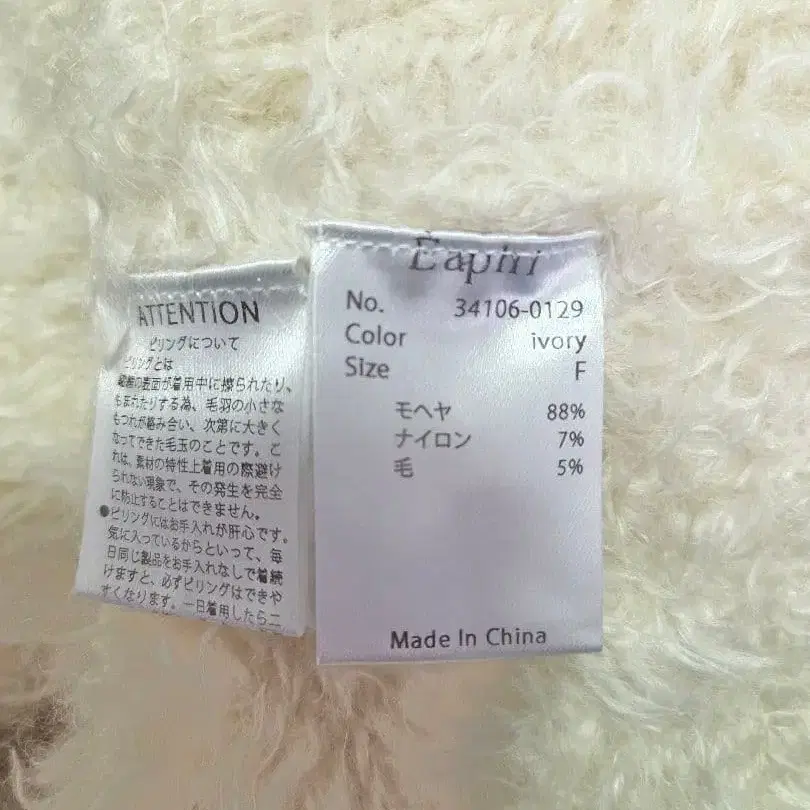 ATTENTION
ピリングについて
ピリングとは
繊維の表面が着用中に擦られたり、
もまれたりする為、毛羽の小さな
もつれが絡み合い、次第に大きく
なってできた毛玉のことです。こ
れは、素材の特性上着用の際避け
られない現象で、その発生を完全
に防止することはできません。
●ピリングにはお手入れが肝心です。
気に入っているからといって、毎
日同じ製品をお手入れなしで着続
けますと、必ずピリングはできや
すくなります。一日着用したら二
No. 34106-0129
Color ivory
Size F
モヘヤ 88%
ナイロン 7%
毛 5%
Made In China